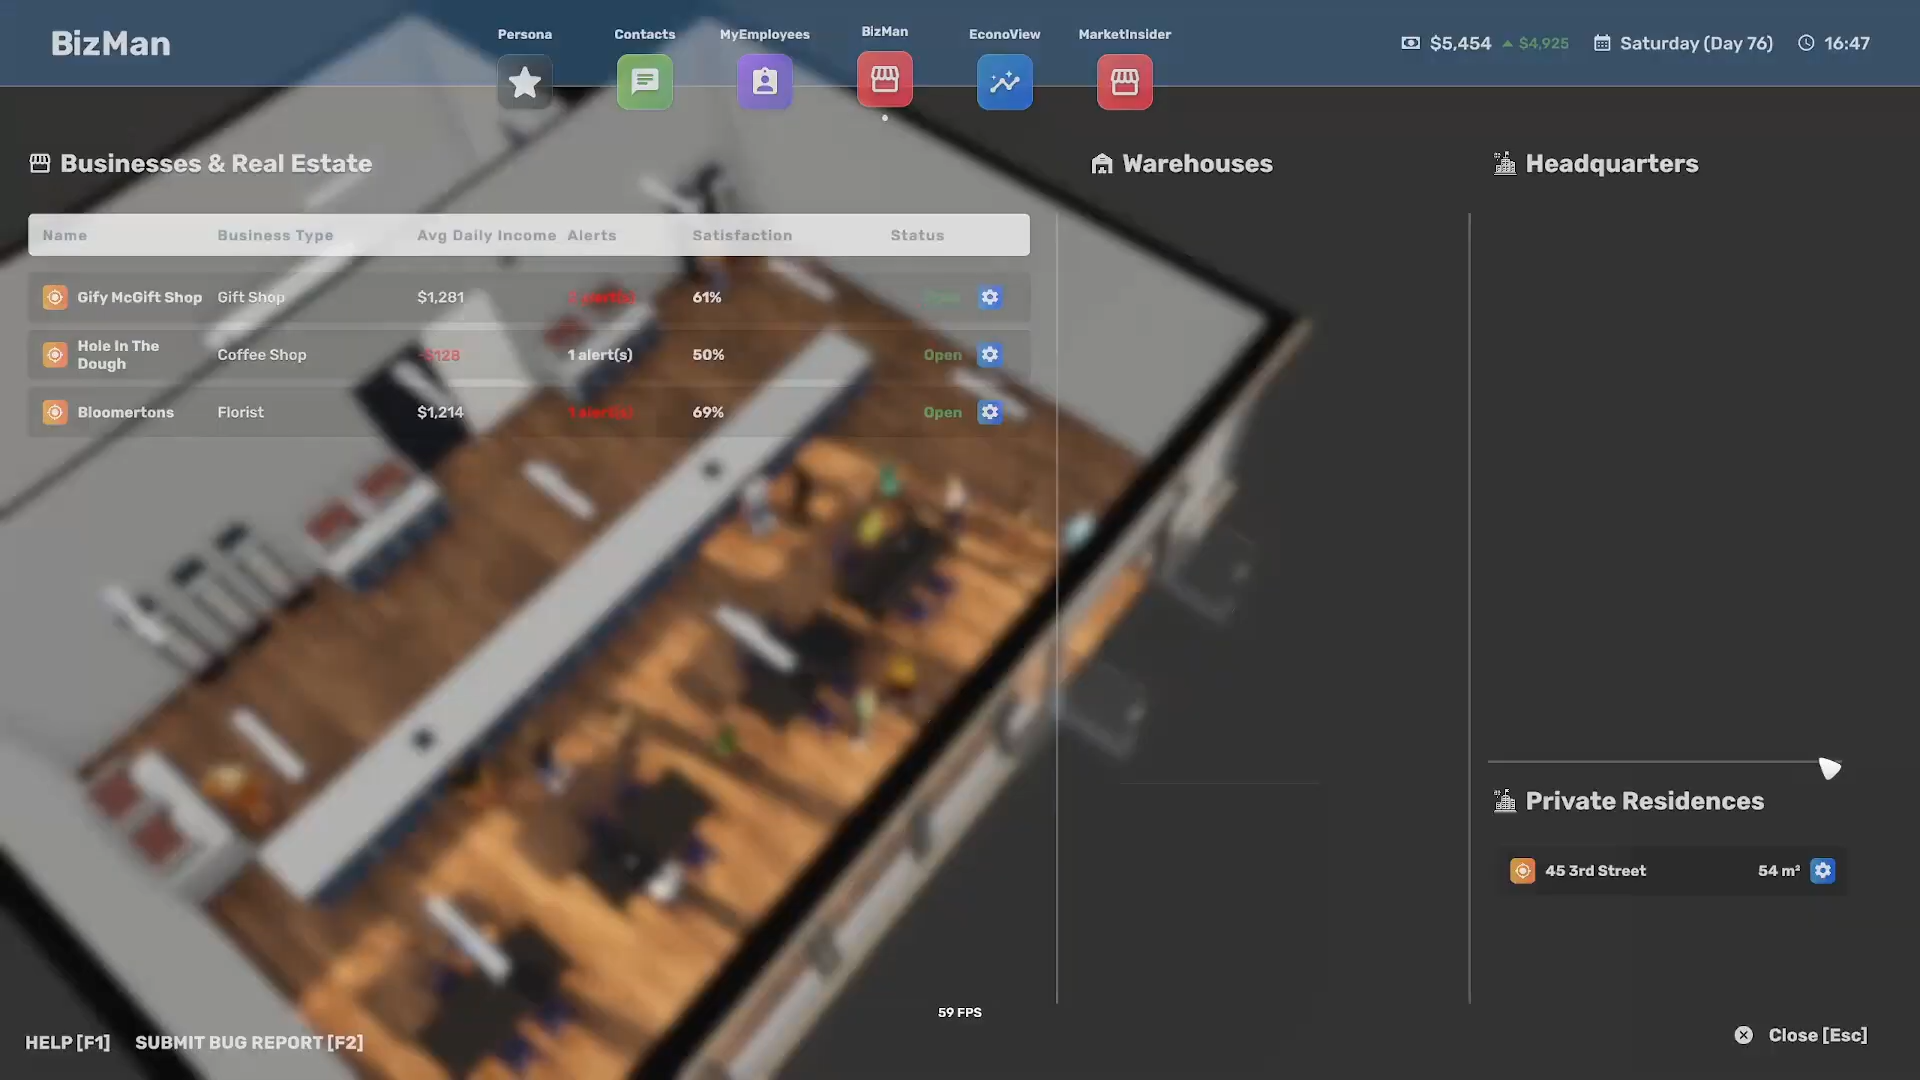 BizMan
Persona
Contacts
MyEmployees
BizMan
EconoView
MarketInsider
$5,454
$4,925
Saturday (Day 76)
16:47
Businesses & Real Estate
Warehouses
Headquarters
Name Business Type Avg Daily Income Alerts Satisfaction Status
Gify McGift Shop Gift Shop $1,281 alert(s) 61% Open
Hole In The
Dough
Coffee Shop -$128 1 alert(s) 50% Open
Bloomertons Florist $1,214 1 alert(s) 69% Open
Private Residences
45 3rd Street 54 m²
59 FPS
HELP [F1] SUBMIT BUG REPORT [F2]
Close [Esc]